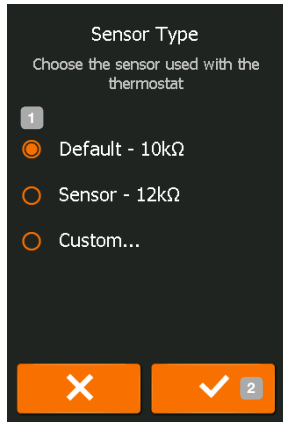 Sensor Type
Choose the sensor used with the
thermostat
1
Default - 10kΩ
Sensor - 12kΩ
Custom...
2